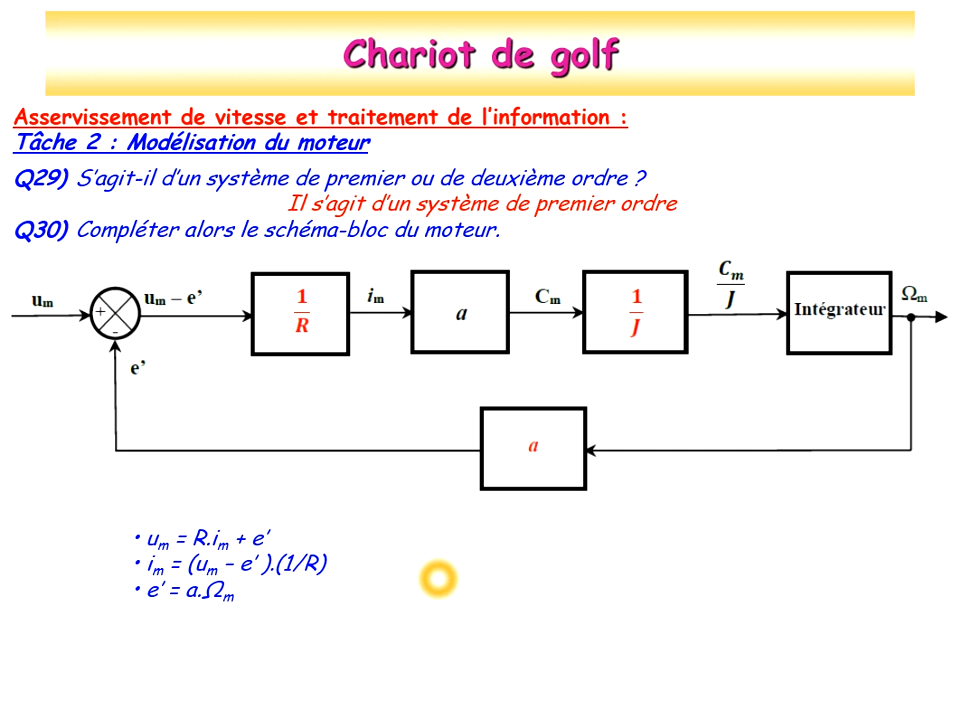 Chariot de golf
Asservissement de vitesse et traitement de l'information :
Tâche 2 : Modélisation du moteur
Q29) S'agit-il d'un système de premier ou de deuxième ordre ?
Il s'agit d'un système de premier ordre
Q30) Compléter alors le schéma-bloc du moteur.
uₘ
+
-
uₘ – e'
1/R
iₘ
a
Cₘ
1/J
Cₘ/J
Intégrateur
Ωₘ
e'
a
• uₘ = R.iₘ + e'
• iₘ = (uₘ – e' ).(1/R)
• e' = a.Ωₘ